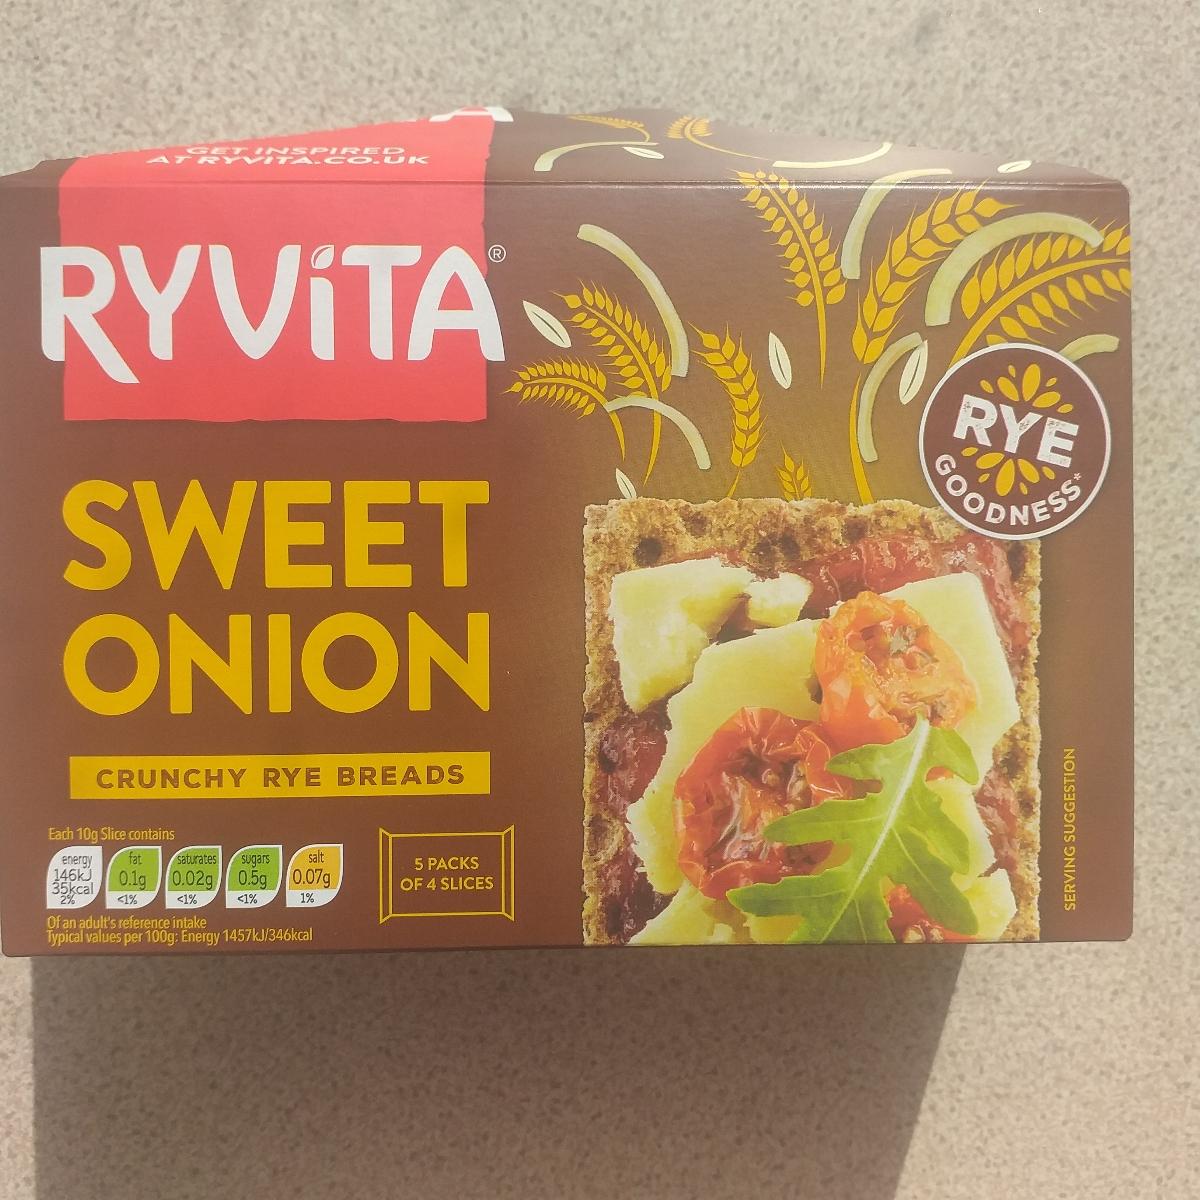 GET INSPIRED
AT RYVITA.CO.UK
RYVITA®
SWEET
ONION
CRUNCHY RYE BREADS
RYE
GOODNESS*
Each 10g Slice contains
energy
146kJ
35kcal
2%
fat
0.1g
<1%
saturates
0.02g
<1%
sugars
0.5g
<1%
salt
0.07g
1%
Of an adult's reference intake
Typical values per 100g: Energy 1457kJ/346kcal
5 PACKS
OF 4 SLICES
SERVING SUGGESTION